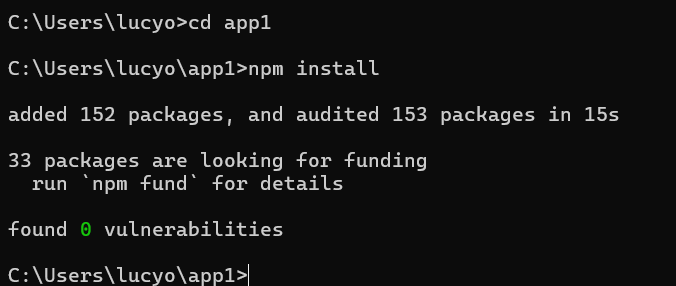 C:\Users\lucyo>cd app1
C:\Users\lucyo\app1>npm install
added 152 packages, and audited 153 packages in 15s
33 packages are looking for funding
  run `npm fund` for details
found 0 vulnerabilities
C:\Users\lucyo\app1>